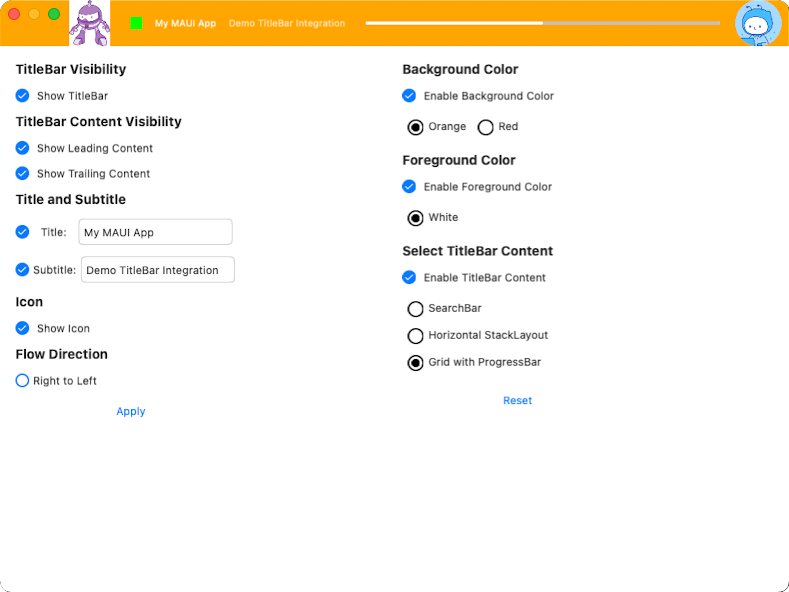 My MAUI App Demo TitleBar Integration
TitleBar Visibility
Show TitleBar
TitleBar Content Visibility
Show Leading Content
Show Trailing Content
Title and Subtitle
Title: My MAUI App
Subtitle: Demo TitleBar Integration
Icon
Show Icon
Flow Direction
Right to Left
Apply
Background Color
Enable Background Color
Orange Red
Foreground Color
Enable Foreground Color
White
Select TitleBar Content
Enable TitleBar Content
SearchBar
Horizontal StackLayout
Grid with ProgressBar
Reset